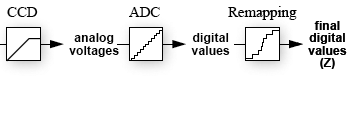 CCD
ADC
Remapping
analog
voltages
digital
values
final
digital
values
(Z)